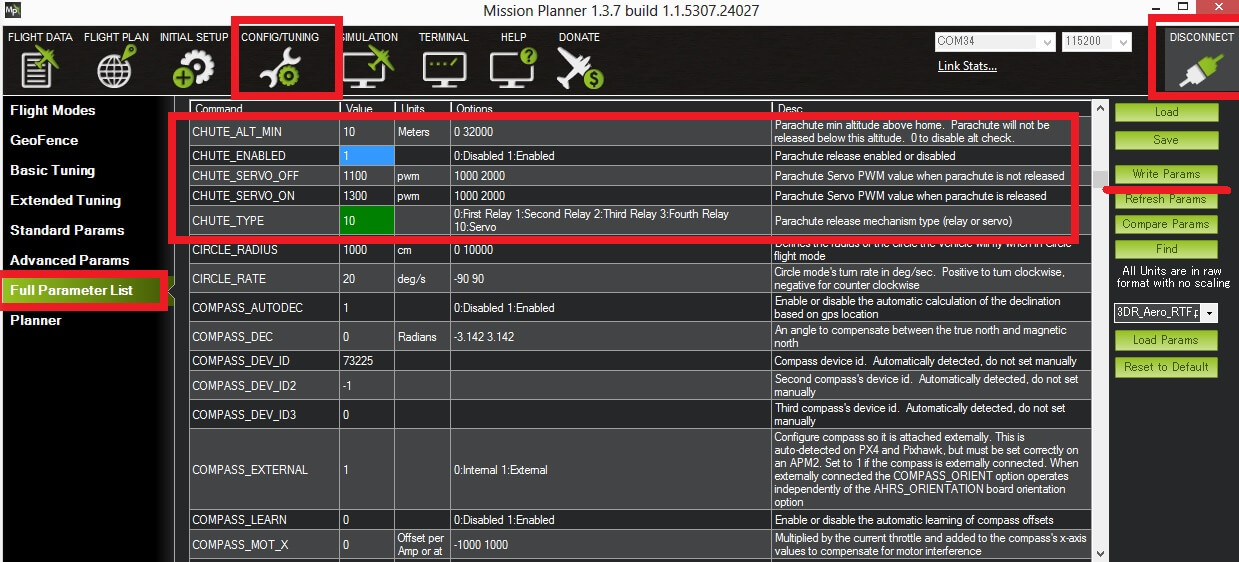 Mission Planner 1.3.7 build 1.1.5307.24027
FLIGHT DATA FLIGHT PLAN INITIAL SETUP CONFIG/TUNING SIMULATION TERMINAL HELP DONATE
COM34 115200
DISCONNECT
Link Stats...
Flight Modes
GeoFence
Basic Tuning
Extended Tuning
Standard Params
Advanced Params
Full Parameter List
Planner
Command Value Units Options Desc
CHUTE_ALT_MIN 10 Meters 0 32000 Parachute min altitude above home. Parachute will not be
released below this altitude. 0 to disable alt check.
CHUTE_ENABLED 1 0:Disabled 1:Enabled Parachute release enabled or disabled
CHUTE_SERVO_OFF 1100 pwm 1000 2000 Parachute Servo PWM value when parachute is not released
CHUTE_SERVO_ON 1300 pwm 1000 2000 Parachute Servo PWM value when parachute is released
CHUTE_TYPE 10 0:First Relay 1:Second Relay 2:Third Relay 3:Fourth Relay
10:Servo
Parachute release mechanism type (relay or servo)
CIRCLE_RADIUS 1000 cm 0 10000 Defines the radius of the circle the vehicle will fly when in Circle
flight mode
CIRCLE_RATE 20 deg/s -90 90 Circle mode's turn rate in deg/sec. Positive to turn clockwise,
negative for counter clockwise
COMPASS_AUTODEC 1 0:Disabled 1:Enabled Enable or disable the automatic calculation of the declination
based on gps location
COMPASS_DEC 0 Radians -3.142 3.142 An angle to compensate between the true north and magnetic
north
COMPASS_DEV_ID 73225 Compass device id. Automatically detected, do not set manually
COMPASS_DEV_ID2 -1 Second compass's device id. Automatically detected, do not set
manually
COMPASS_DEV_ID3 0 Third compass's device id. Automatically detected, do not set
manually
COMPASS_EXTERNAL 1 0:Internal 1:External Configure compass so it is attached externally. This is
auto-detected on PX4 and Pixhawk, but must be set correctly on
an APM2. Set to 1 if the compass is externally connected. When
externally connected the COMPASS_ORIENT option operates
independently of the AHRS_ORIENTATION board orientation
option
COMPASS_LEARN 0 0:Disabled 1:Enabled Enable or disable the automatic learning of compass offsets
COMPASS_MOT_X 0 Offset per
Amp or at
-1000 1000 Multiplied by the current throttle and added to the compass's x-axis
values to compensate for motor interference
Load
Save
Write Params
Refresh Params
Compare Params
Find
All Units are in raw
format with no scaling
3DR_Aero_RTF.p
Load Params
Reset to Default